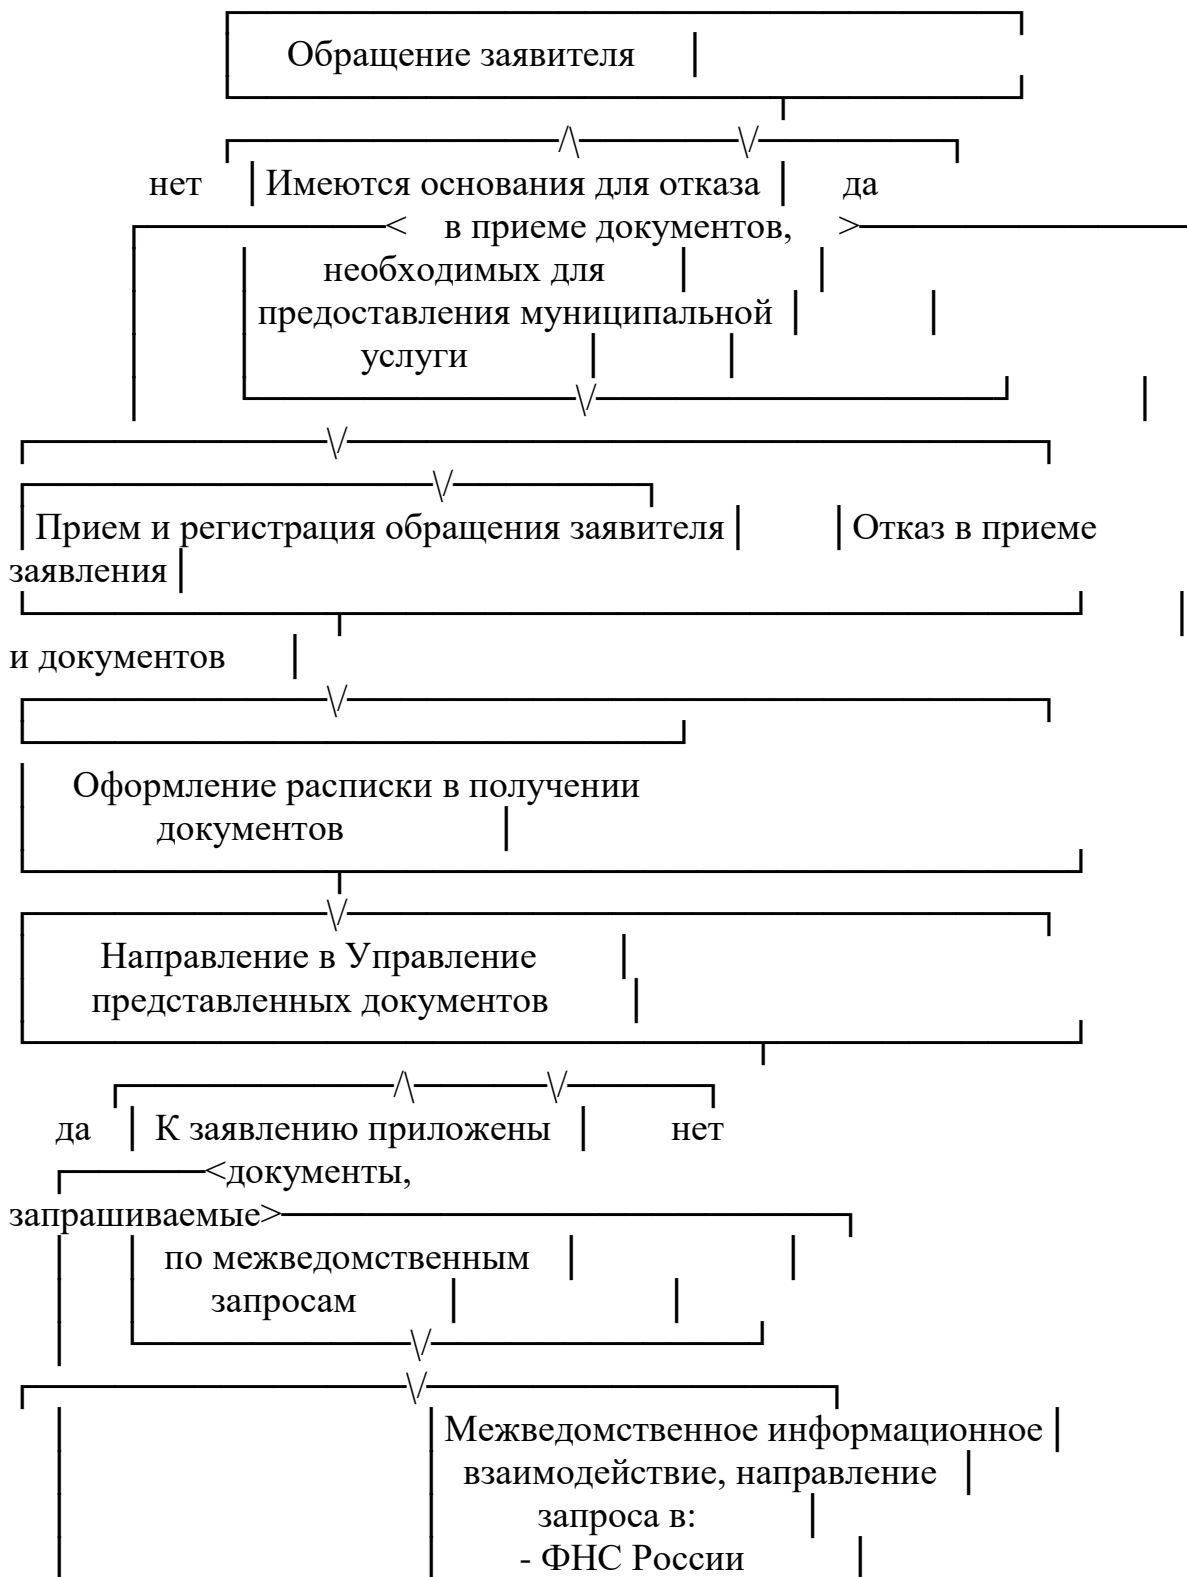 Обращение заявителя
нет Имеются основания для отказа да
< в приеме документов, >
необходимых для
предоставления муниципальной
услуги
Прием и регистрация обращения заявителя Отказ в приеме
заявления
и документов
Оформление расписки в получении
документов
Направление в Управление
представленных документов
да К заявлению приложены нет
<документы,
запрашиваемые>
по межведомственным
запросам
Межведомственное информационное
взаимодействие, направление
запроса в:
- ФНС России